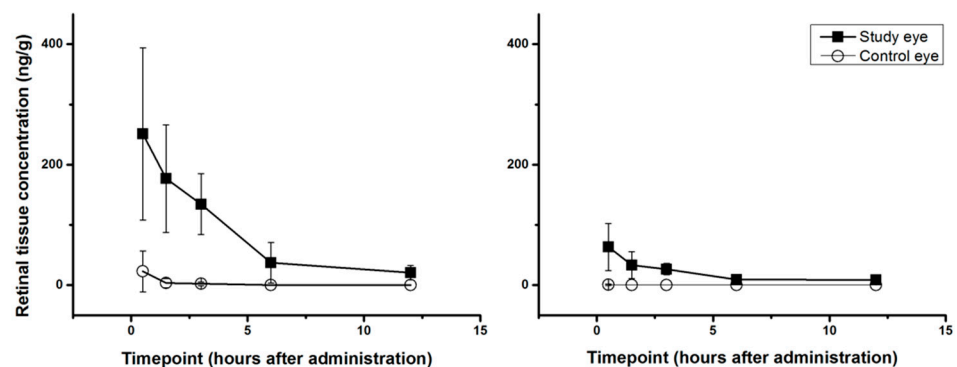 Retinal tissue concentration (ng/g)
400
200
0
0
5
10
15
Timepoint (hours after administration)
400
200
0
0
5
10
15
Timepoint (hours after administration)
Study eye
Control eye